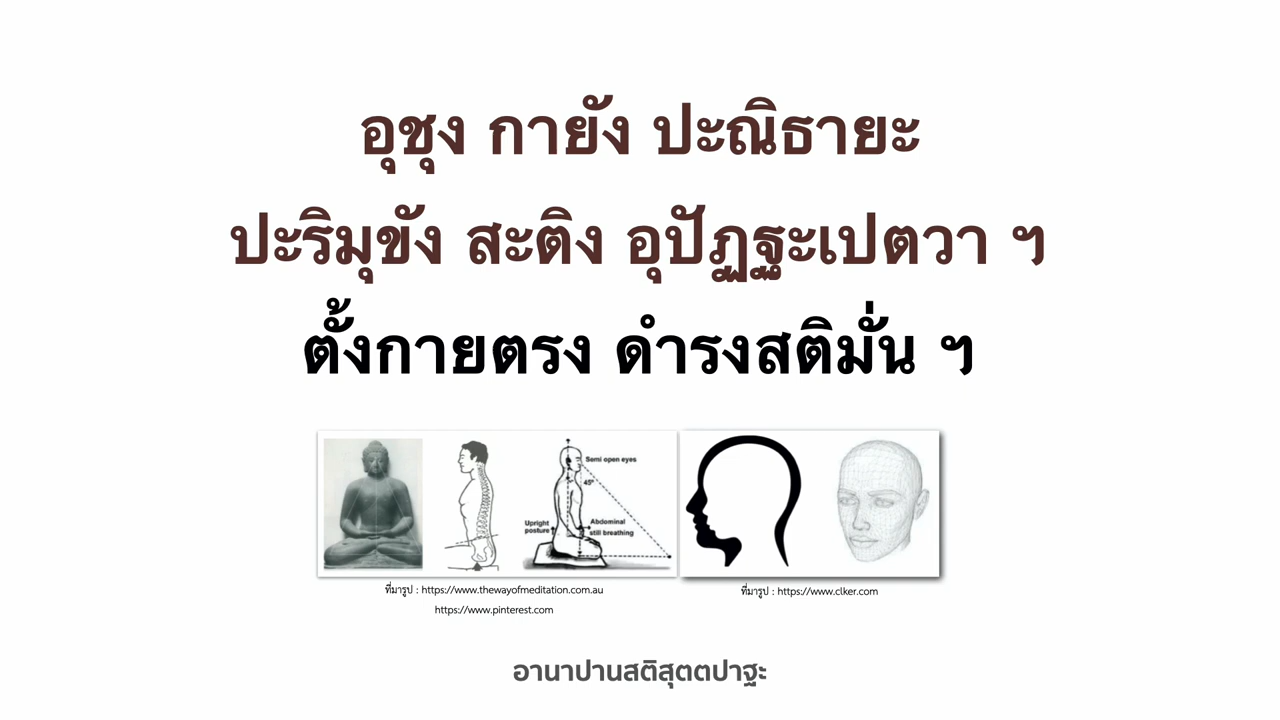 อุชุง กายัง ปะณิธายะ
ปะริมุขัง สะติง อุปัฏฐะเปตวา ฯ
ตั้งกายตรง ดำรงสติมั่น ฯ
Semi open eyes
45º
Upright
posture
Abdominal
still breathing
ที่มารูป : https://www.thewayofmeditation.com.au
https://www.pinterest.com
ที่มารูป : https://www.clker.com
อานาปานสติสุตตปาฐะ